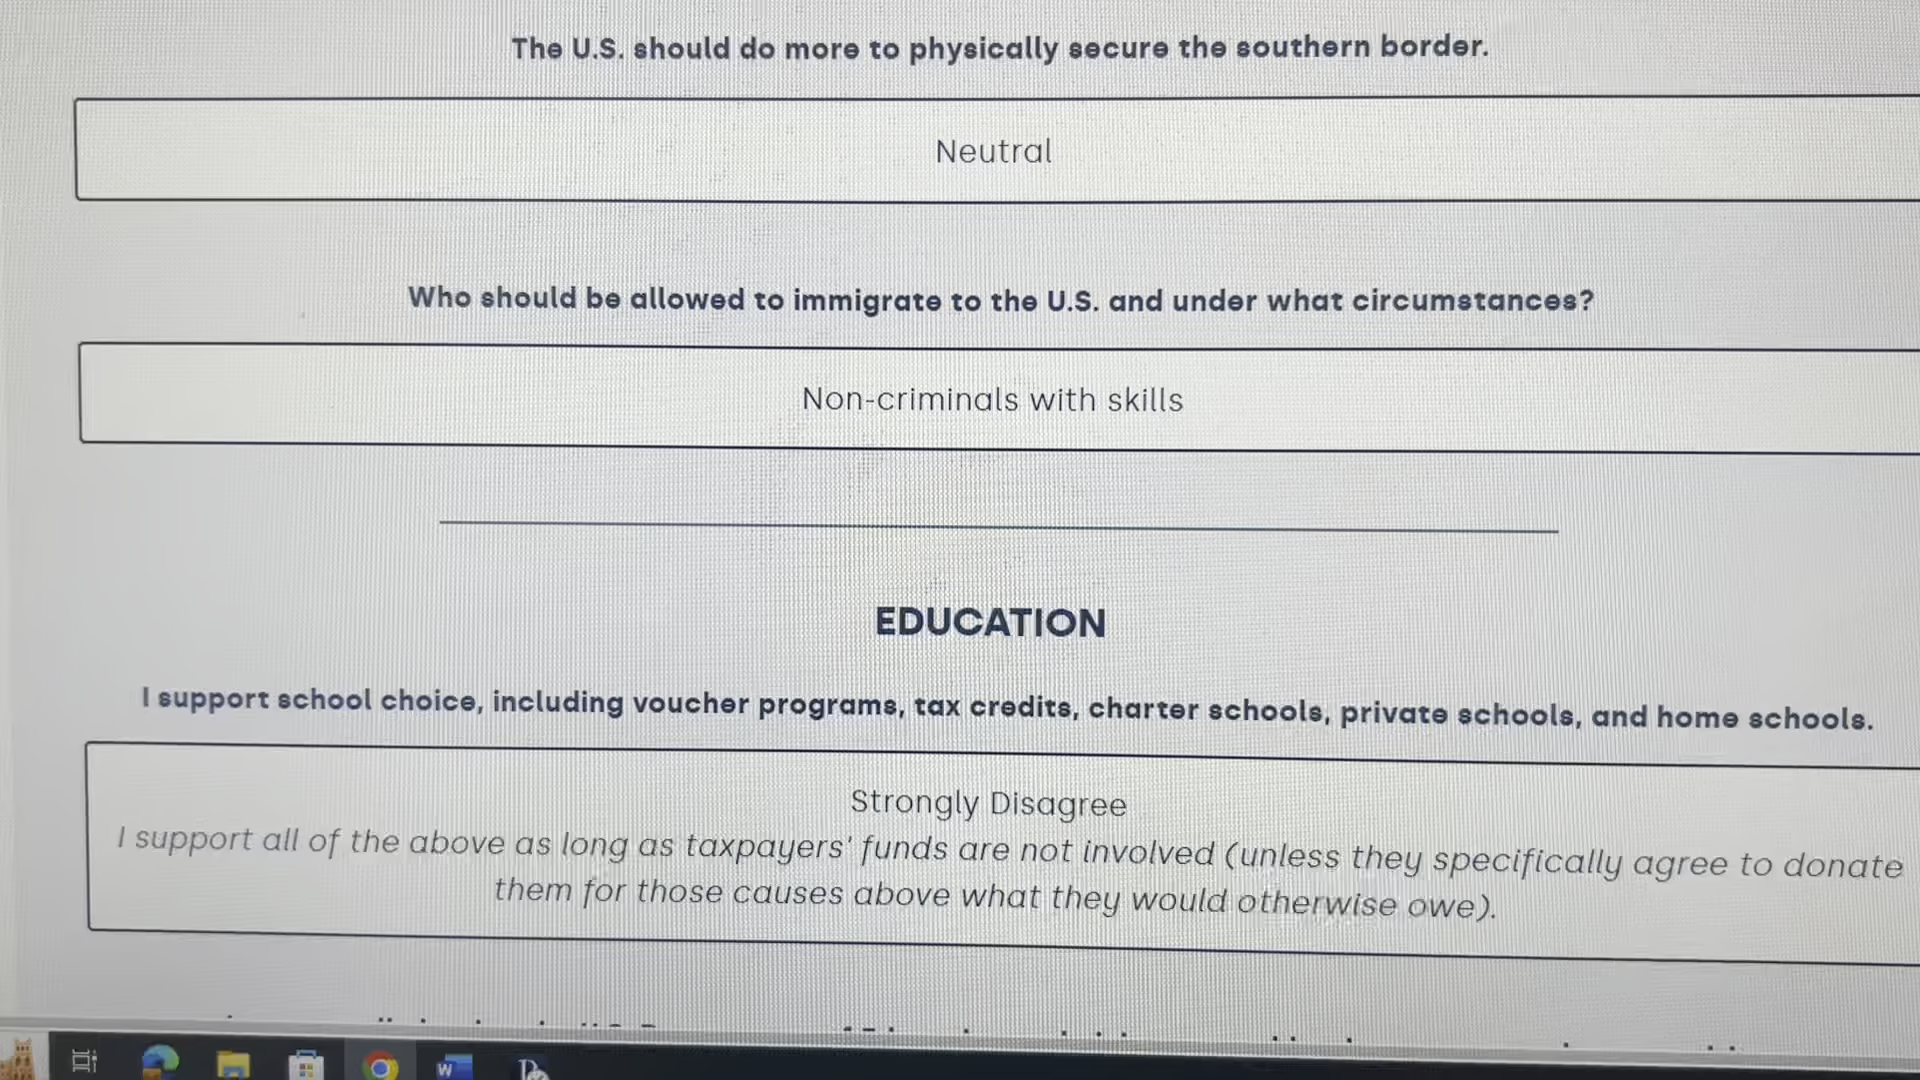 The U.S. should do more to physically secure the southern border.
Neutral
Who should be allowed to immigrate to the U.S. and under what circumstances?
Non-criminals with skills
EDUCATION
I support school choice, including voucher programs, tax credits, charter schools, private schools, and home schools.
Strongly Disagree
I support all of the above as long as taxpayers' funds are not involved (unless they specifically agree to donate
them for those causes above what they would otherwise owe).
W